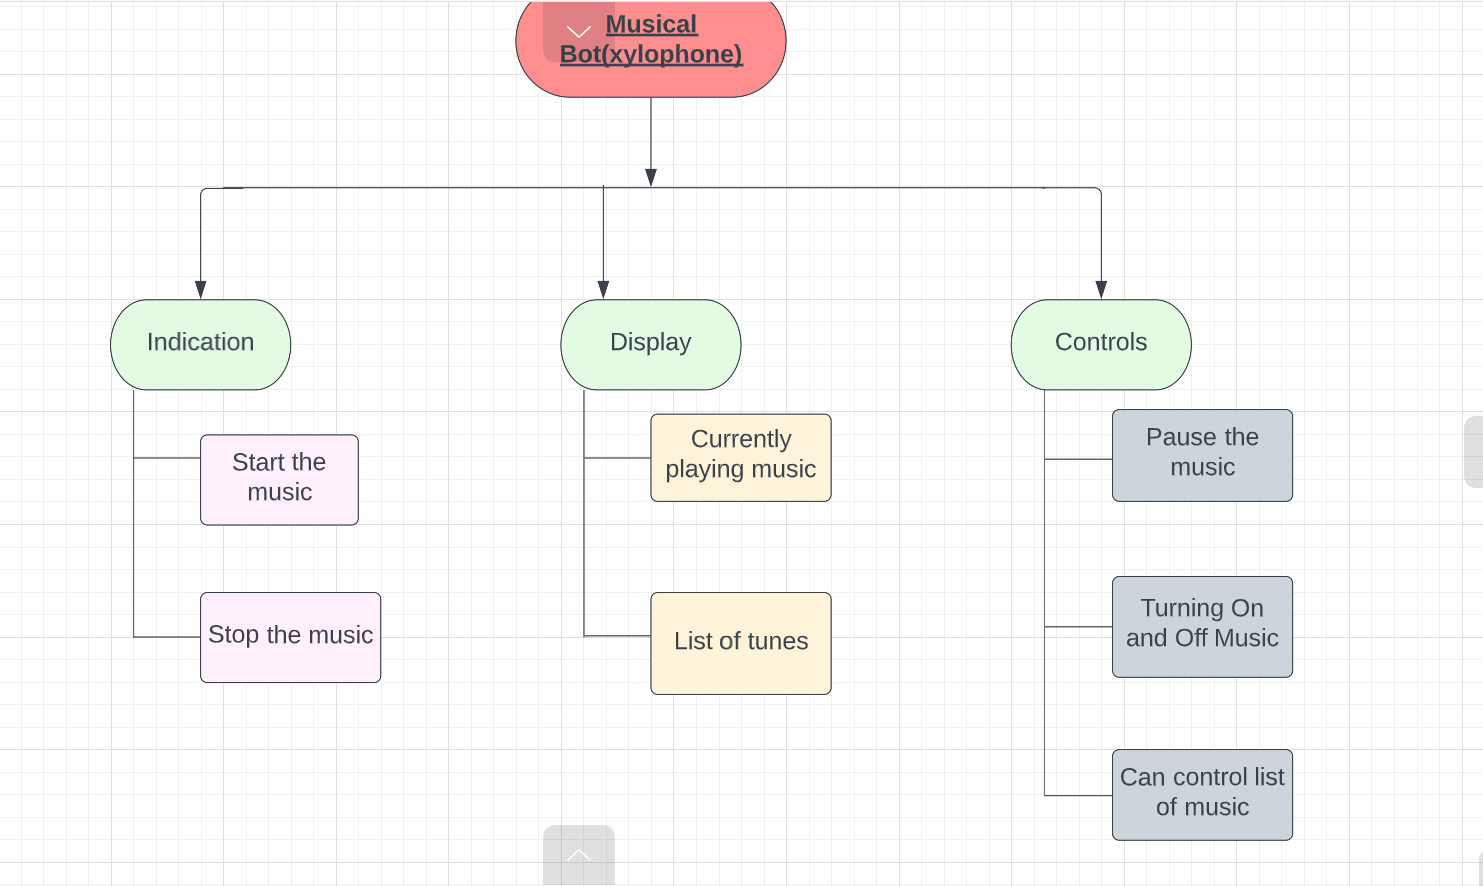 Musical
Bot(xylophone)
Indication
Display
Controls
Start the
music
Stop the music
Currently
playing music
List of tunes
Pause the
music
Turning On
and Off Music
Can control list
of music